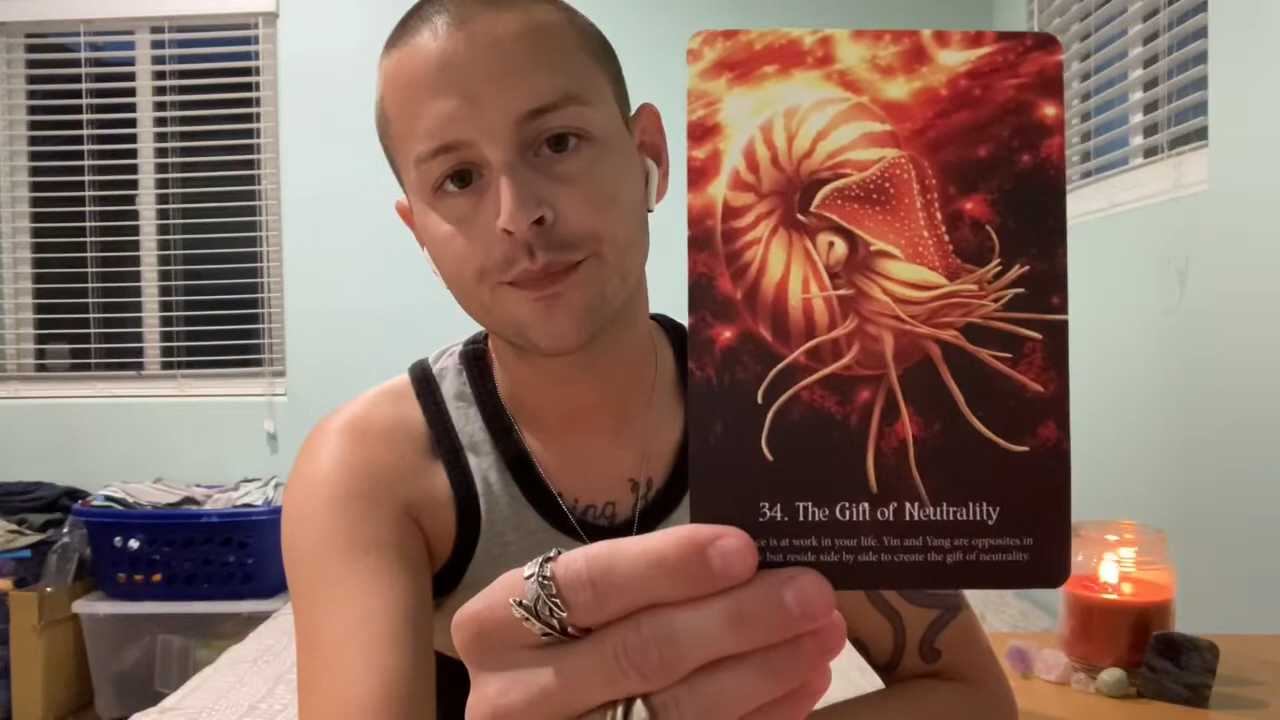 34. The Gift of Neutrality
is at work in your life. Yin and Yang are opposites in
but reside side by side to create the gift of neutrality.